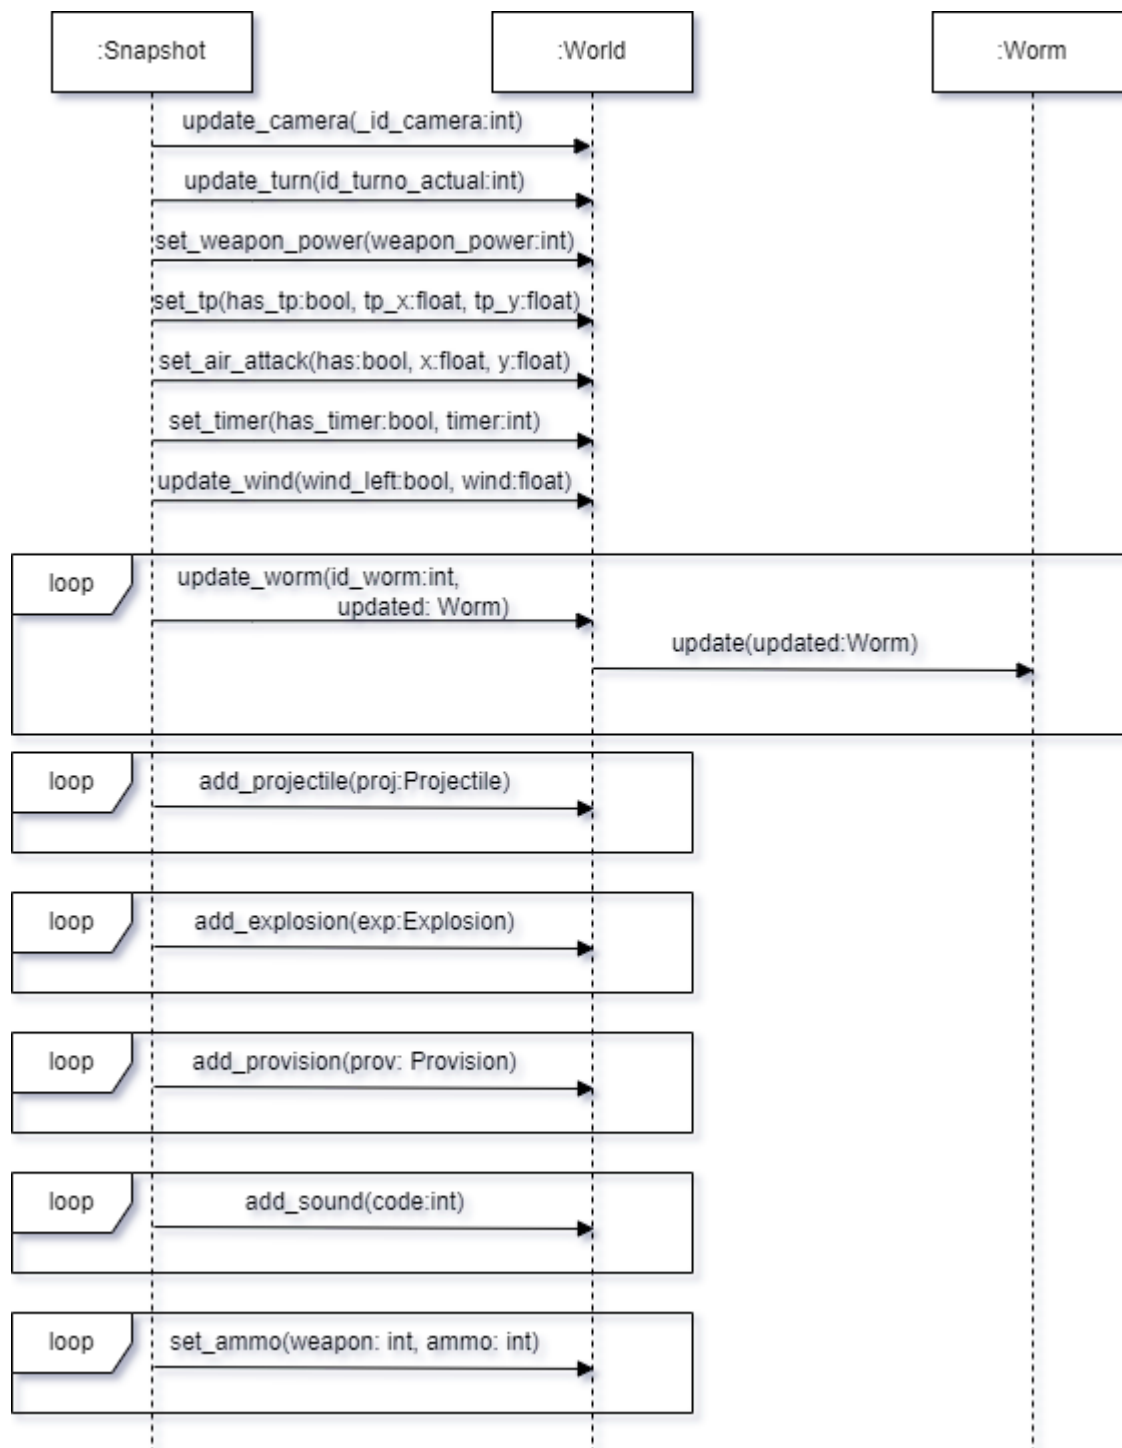 :Snapshot
:World
:Worm
update_camera(_id_camera:int)
update_turn(id_turno_actual:int)
set_weapon_power(weapon_power:int)
set_tp(has_tp:bool, tp_x:float, tp_y:float)
set_air_attack(has:bool, x:float, y:float)
set_timer(has_timer:bool, timer:int)
update_wind(wind_left:bool, wind:float)
loop
update_worm(id_worm:int,
updated: Worm)
update(updated:Worm)
loop
add_projectile(proj:Projectile)
loop
add_explosion(exp:Explosion)
loop
add_provision(prov: Provision)
loop
add_sound(code:int)
loop
set_ammo(weapon: int, ammo: int)